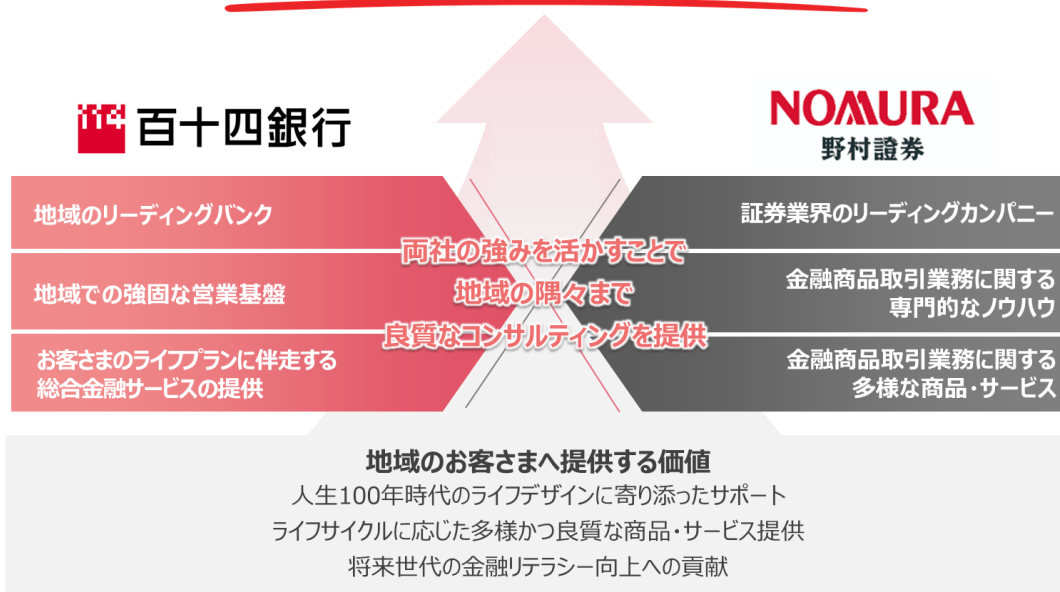 114 百十四銀行
NOMURA
野村證券
地域のリーディングバンク
地域での強固な営業基盤
お客さまのライフプランに伴走する
総合金融サービスの提供
両社の強みを活かすことで
地域の隅々まで
良質なコンサルティングを提供
証券業界のリーディングカンパニー
金融商品取引業務に関する
専門的なノウハウ
金融商品取引業務に関する
多様な商品・サービス
地域のお客さまへ提供する価値
人生100年時代のライフデザインに寄り添ったサポート
ライフサイクルに応じた多様かつ良質な商品・サービス提供
将来世代の金融リテラシー向上への貢献